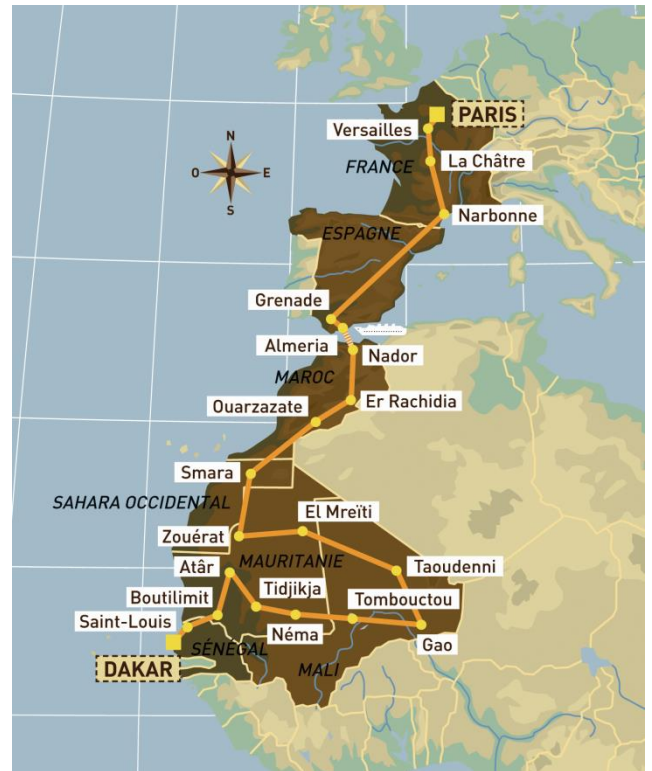 PARIS
Versailles
N
FRANCE
La Châtre
O
E
S
Narbonne
ESPAGNE
Grenade
Almeria
Nador
MAROC
Er Rachidia
Ouarzazate
Smara
SAHARA OCCIDENTAL
El Mreïti
Zouérat
MAURITANIE
Atâr
Taoudenni
Tidjikja
Boutilimit
Tombouctou
Saint-Louis
Néma
Gao
SÉNÉGAL
MALI
DAKAR